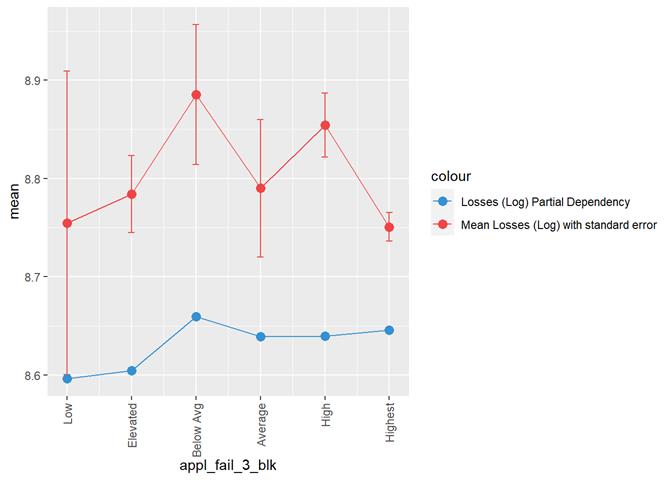 8.9
8.8
8.7
8.6
mean
Low
Elevated
Below Avg
Average
High
Highest
appl_fail_3_blk
colour
Losses (Log) Partial Dependency
Mean Losses (Log) with standard error